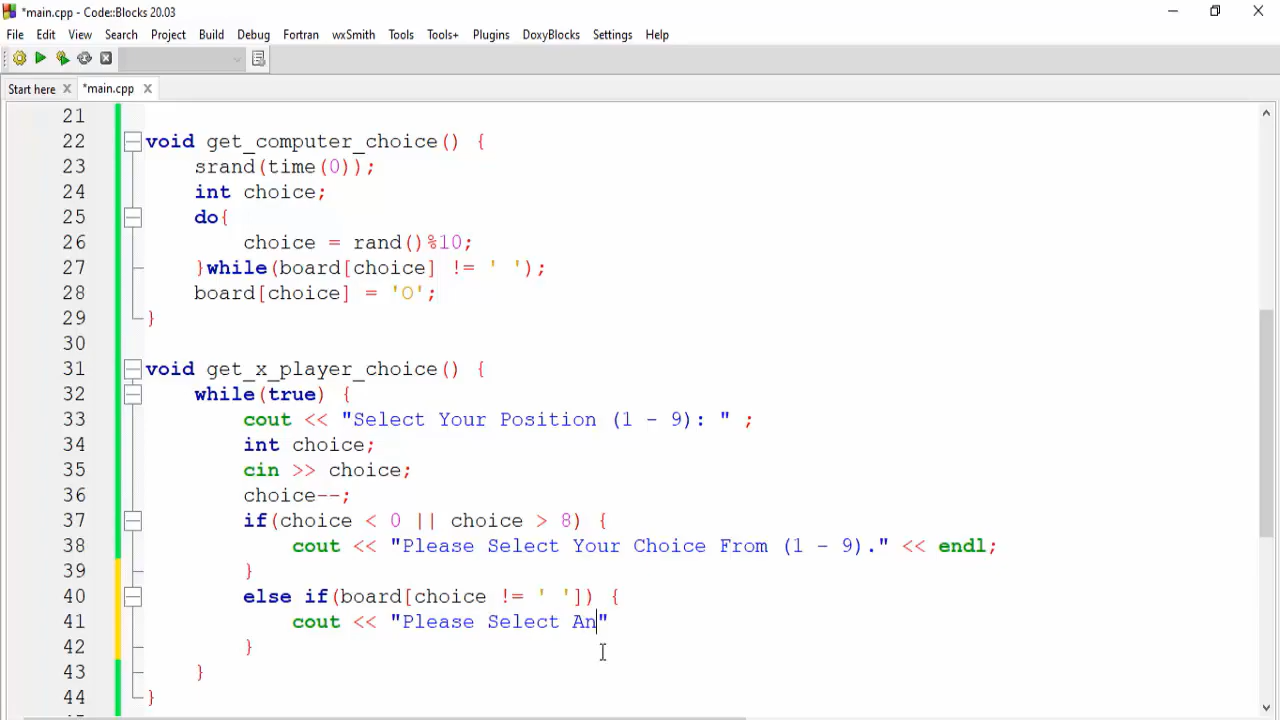 *main.cpp - Code::Blocks 20.03
File Edit View Search Project Build Debug Fortran wxSmith Tools Tools+ Plugins DoxyBlocks Settings Help
Start here *main.cpp
21
22 void get_computer_choice() {
23 srand(time(0));
24 int choice;
25 do{
26 choice = rand()%10;
27 }while(board[choice] != ' ');
28 board[choice] = 'O';
29 }
30
31 void get_x_player_choice() {
32 while(true) {
33 cout << "Select Your Position (1 - 9): " ;
34 int choice;
35 cin >> choice;
36 choice--;
37 if(choice < 0 || choice > 8) {
38 cout << "Please Select Your Choice From (1 - 9)." << endl;
39 }
40 else if(board[choice != ' ']) {
41 cout << "Please Select An"
42 }
43 }
44 }